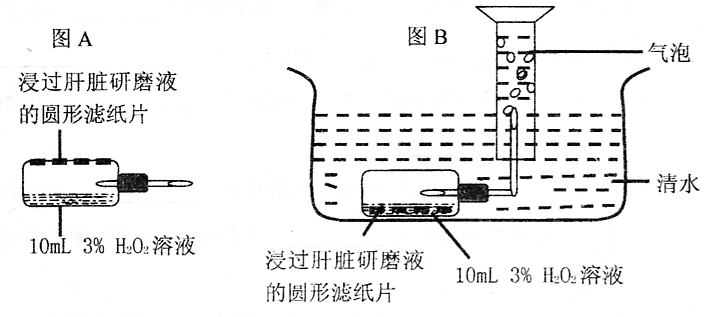 图 A
浸过肝脏研磨液
的圆形滤纸片
10mL 3% H₂O₂溶液
图 B
气泡
清水
浸过肝脏研磨液
的圆形滤纸片
10mL 3% H₂O₂溶液